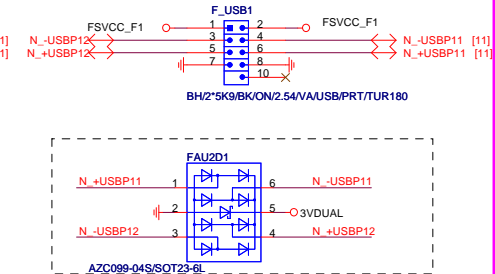 F_USB1
FSVCC_F1 1 2 FSVCC_F1
1] N_-USBP12 3 4 N_-USBP11 [11]
1] N_+USBP12 5 6 N_+USBP11 [11]
7 8
10
BH/2*5K9/BK/ON/2.54/VA/USB/PRT/TUR180
FAU2D1
N_+USBP11 1 6 N_-USBP11
2 5 3VDUAL
N_-USBP12 3 4 N_+USBP12
AZC099-04S/SOT23-6L